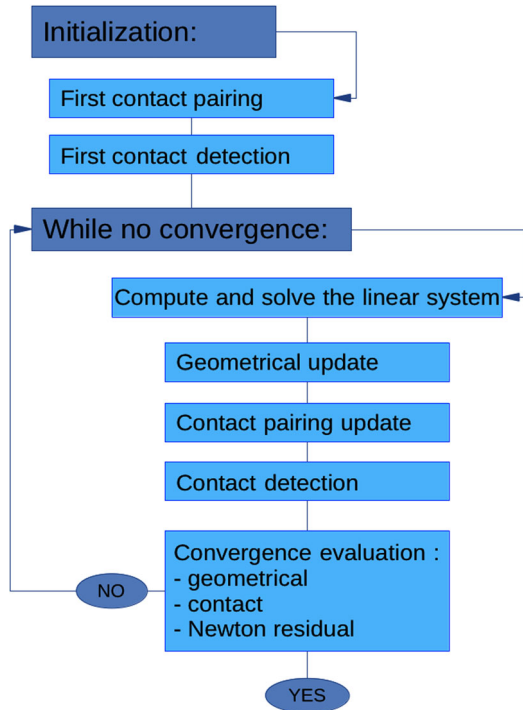 Initialization:
First contact pairing
First contact detection
While no convergence:
Compute and solve the linear system
Geometrical update
Contact pairing update
Contact detection
Convergence evaluation :
- geometrical
- contact
- Newton residual
NO
YES